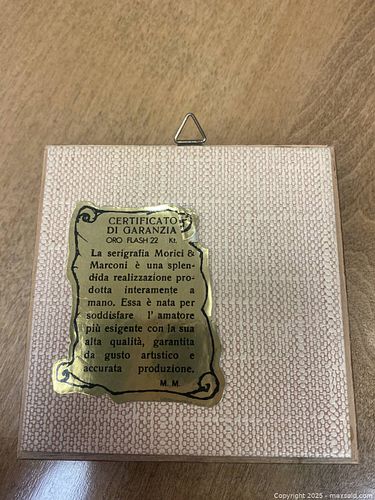 CERTIFICATO
DI GARANZIA
ORO FLASH 22 Kt.
La serigrafia Morici &
Marconi è una splen-
dida realizzazione pro-
dotta interamente a
mano. Essa è nata per
soddisfare l'amatore
più esigente con la sua
alta qualità, garantita
da gusto artistico e
accurata produzione.
M. M.
Copyright 2025 - maxsold.com